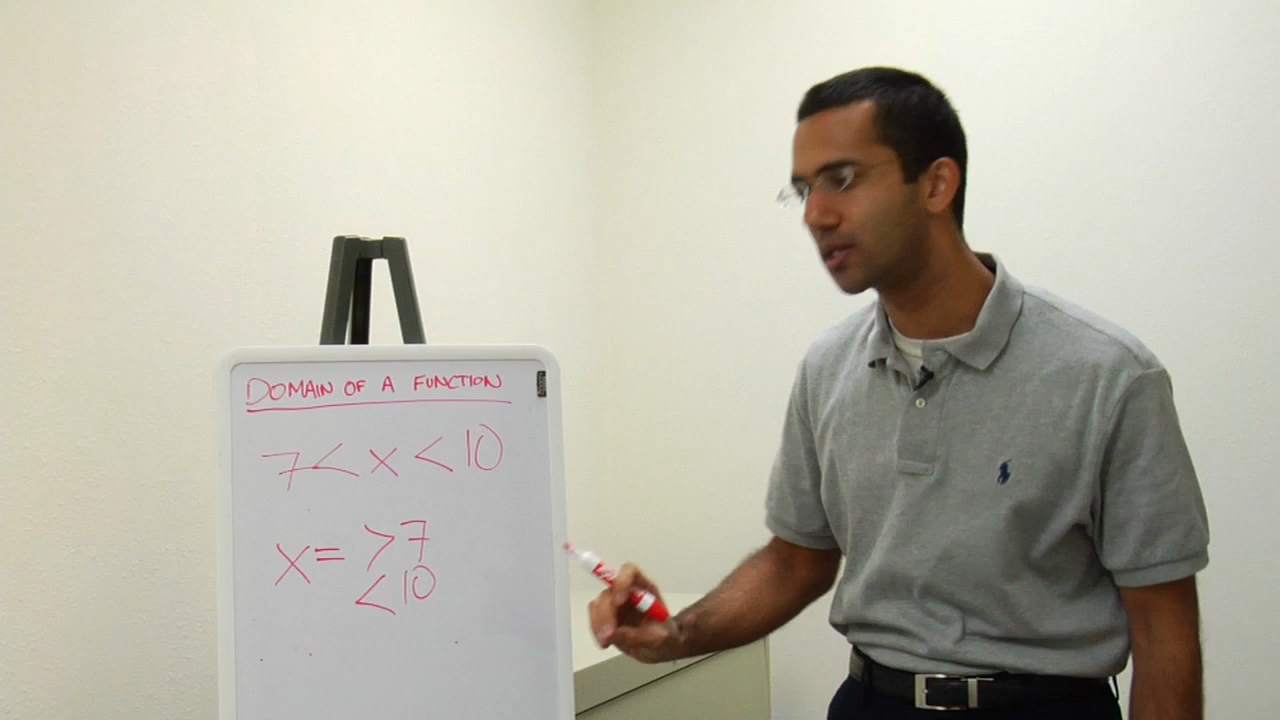 DOMAIN OF A FUNCTION
7 < x < 10
x = > 7
< 10